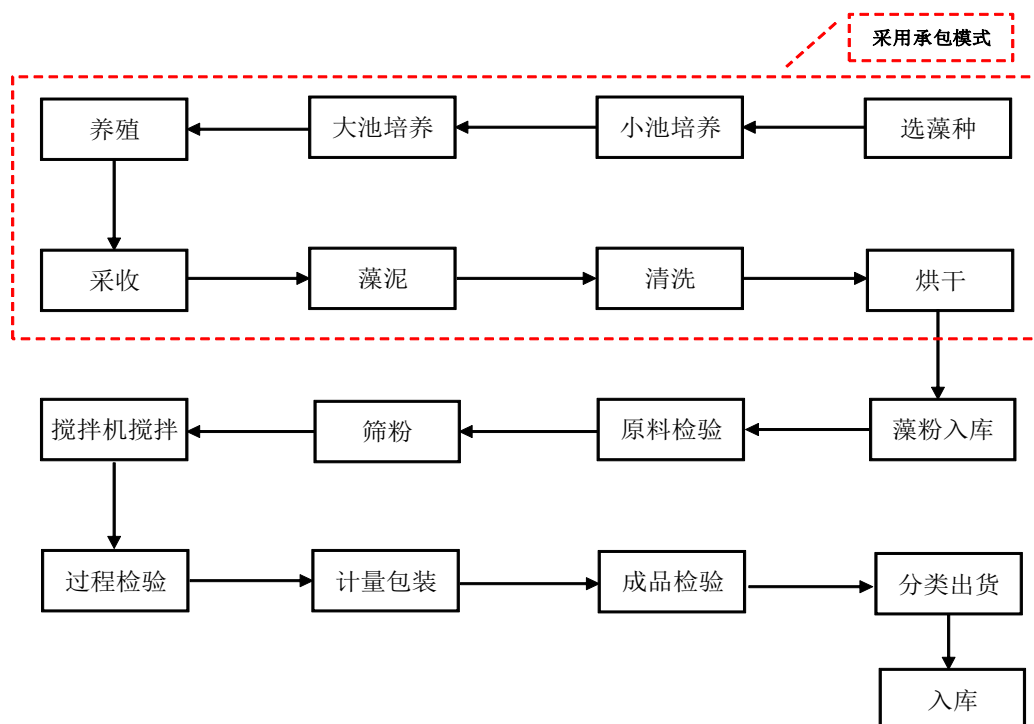 采用承包模式
养殖
大池培养
小池培养
选藻种
采收
藻泥
清洗
烘干
搅拌机搅拌
筛粉
原料检验
藻粉入库
过程检验
计量包装
成品检验
分类出货
入库